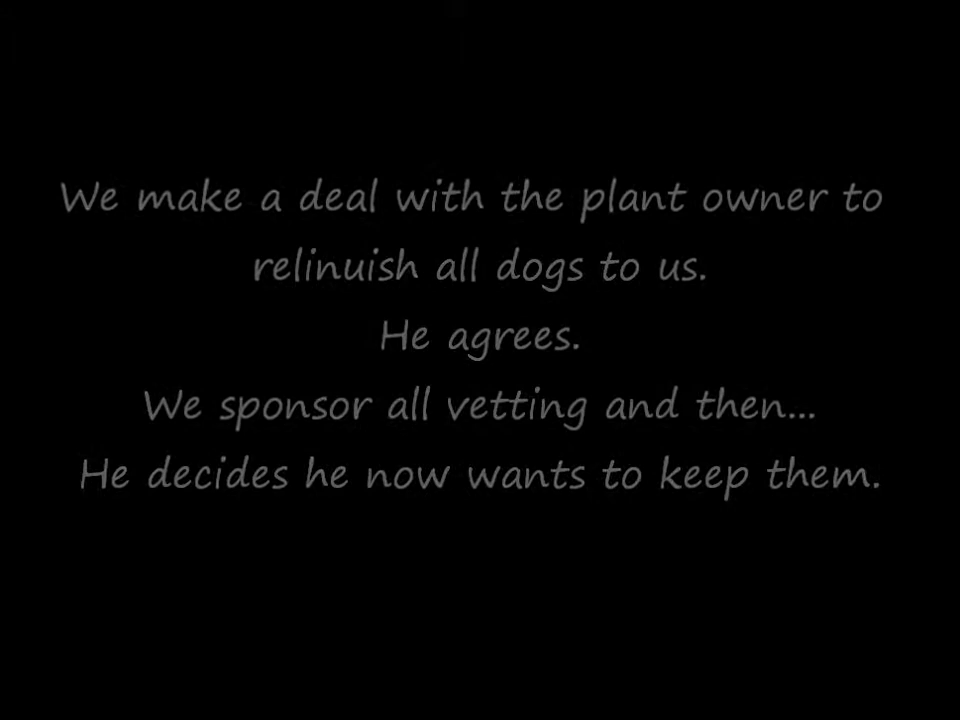 We make a deal with the plant owner to
relinuish all dogs to us.
He agrees.
We sponsor all vetting and then...
He decides he now wants to keep them.